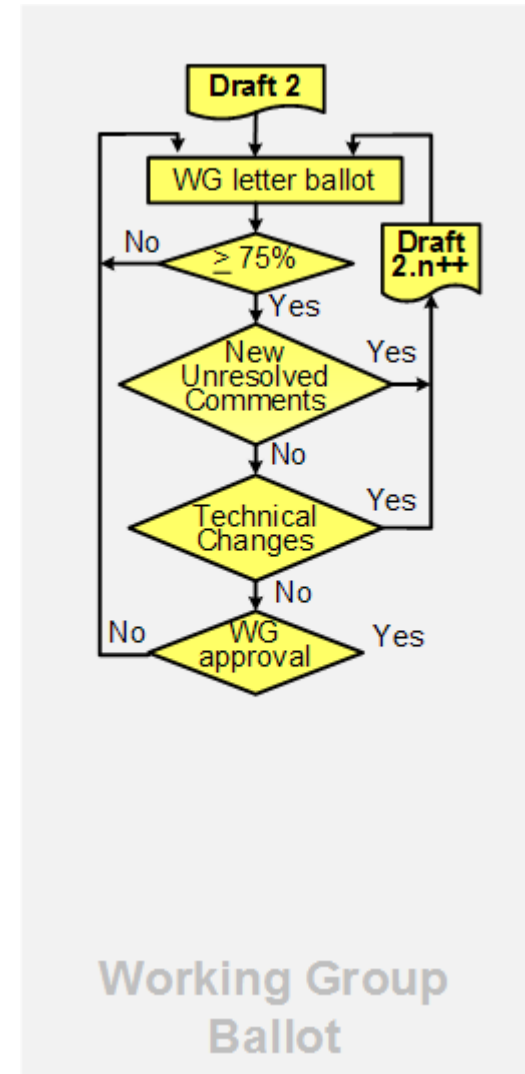 Draft 2
WG letter ballot
No
≥ 75%
Draft
2.n++
Yes
New
Unresolved
Comments
Yes
No
Technical
Changes
Yes
No
No
WG
approval
Yes
Working Group
Ballot